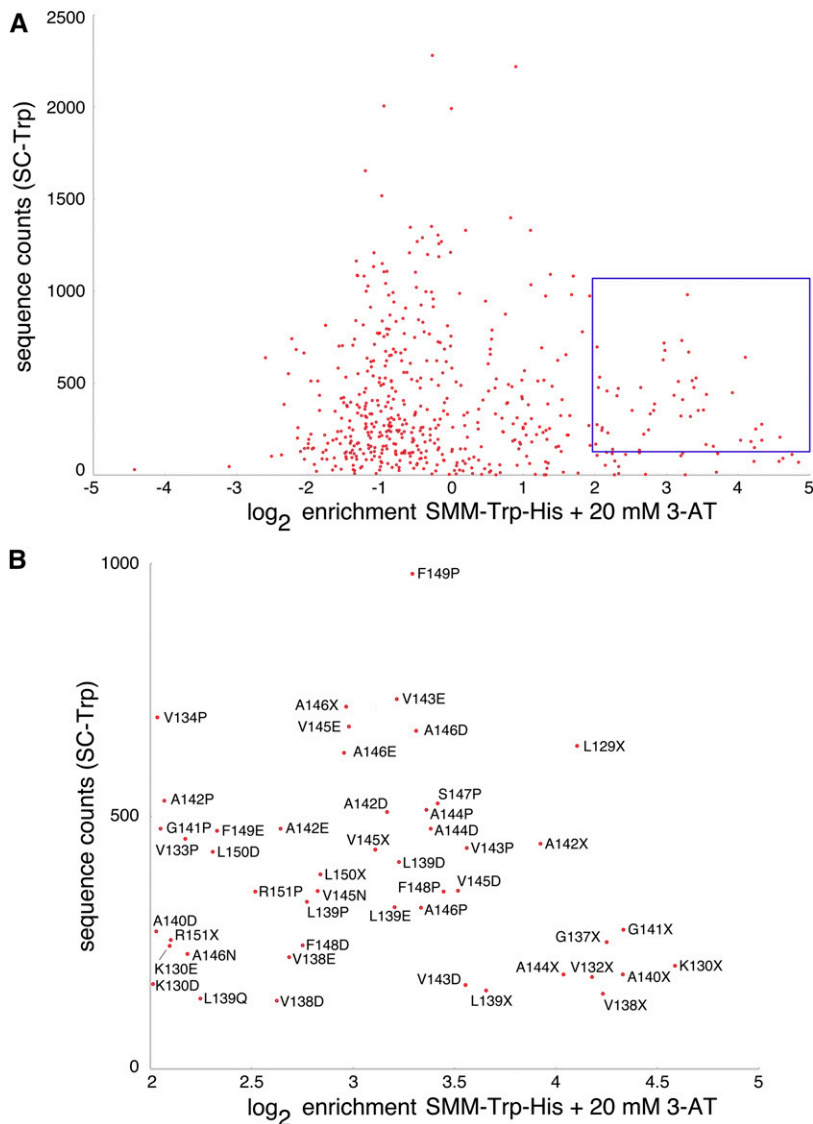 A
2500
2000
1500
1000
500
0
sequence counts (SC-Trp)
-5 -4 -3 -2 -1 0 1 2 3 4 5
log2 enrichment SMM-Trp-His + 20 mM 3-AT
B
1000
500
0
sequence counts (SC-Trp)
F149P
V134P
A146X
V143E
V145E
A146D
A146E
L129X
A142P
S147P
A142D
A144P
G141P
F149E
A142E
A144D
V133P
L150D
V145X
V143P
A142X
L139D
L150X
R151P
V145N
F148P
V145D
L139P
L139E
A146P
A140D
R151X
G141X
G137X
K130E
A146N
F148D
V138E
K130X
A144X
V132X
A140X
K130D
V143D
L139X
V138X
L139Q
V138D
2 2.5 3 3.5 4 4.5 5
log2 enrichment SMM-Trp-His + 20 mM 3-AT